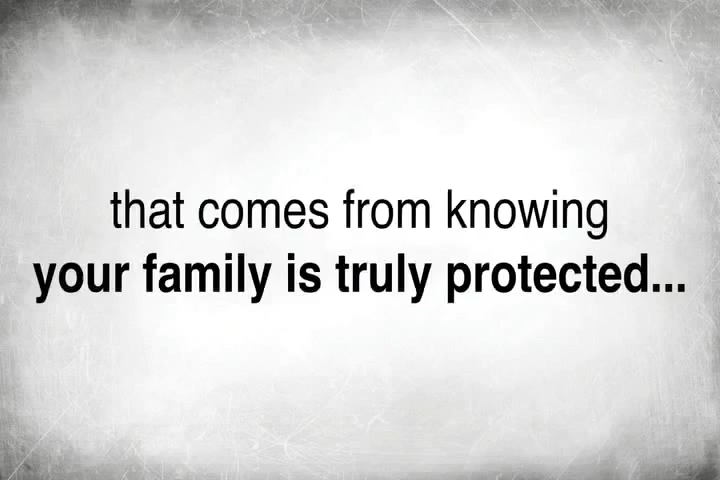 that comes from knowing
your family is truly protected...